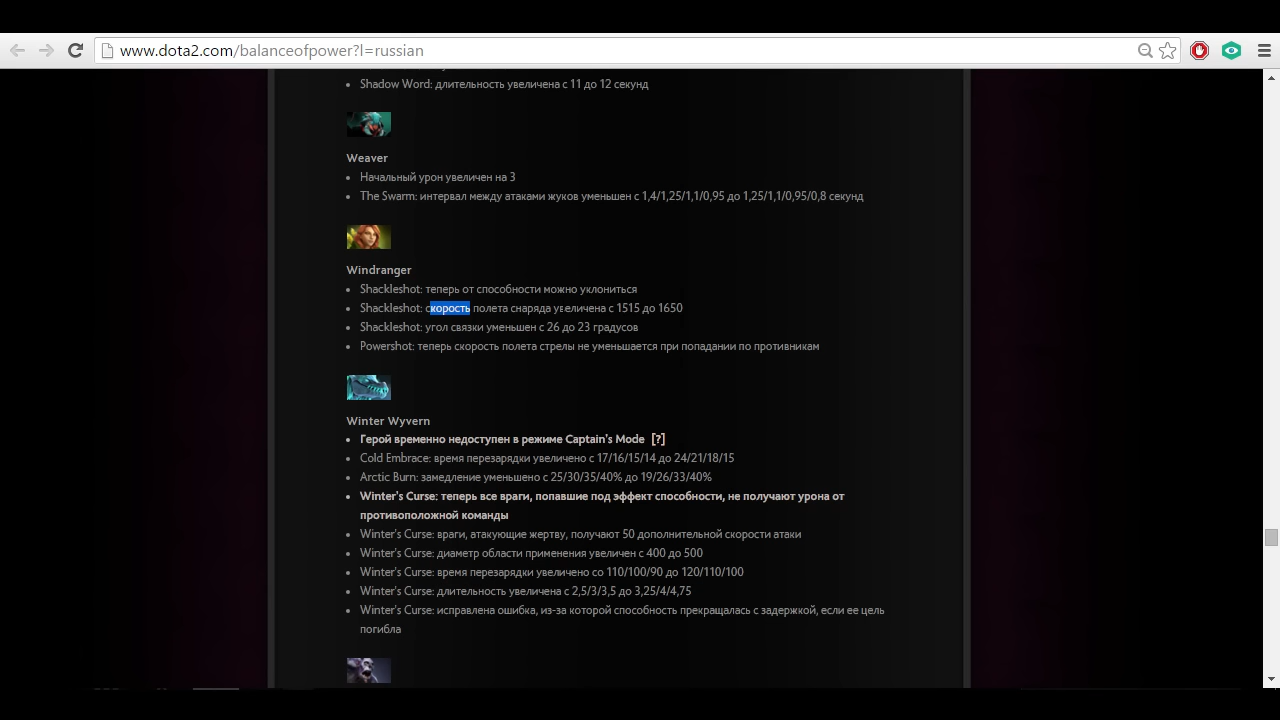 www.dota2.com/balanceofpower?l=russian
Shadow Word: длительность увеличена с 11 до 12 секунд
Weaver
Начальный урон увеличен на 3
The Swarm: интервал между атаками жуков уменьшен с 1,4/1,25/1,1/0,95 до 1,25/1,1/0,95/0,8 секунд
Windranger
Shackleshot: теперь от способности можно уклониться
Shackleshot: скорость полета снаряда увеличена с 1515 до 1650
Shackleshot: угол связки уменьшен с 26 до 23 градусов
Powershot: теперь скорость полета стрелы не уменьшается при попадании по противникам
Winter Wyvern
Герой временно недоступен в режиме Captain's Mode [?]
Cold Embrace: время перезарядки увеличено с 17/16/15/14 до 24/21/18/15
Arctic Burn: замедление уменьшено с 25/30/35/40% до 19/26/33/40%
Winter's Curse: теперь все враги, попавшие под эффект способности, не получают урона от
противоположной команды
Winter's Curse: враги, атакующие жертву, получают 50 дополнительной скорости атаки
Winter's Curse: диаметр области применения увеличен с 400 до 500
Winter's Curse: время перезарядки увеличено со 110/100/90 до 120/110/100
Winter's Curse: длительность увеличена с 2,5/3/3,5 до 3,25/4/4,75
Winter's Curse: исправлена ошибка, из-за которой способность прекращалась с задержкой, если ее цель
погибла